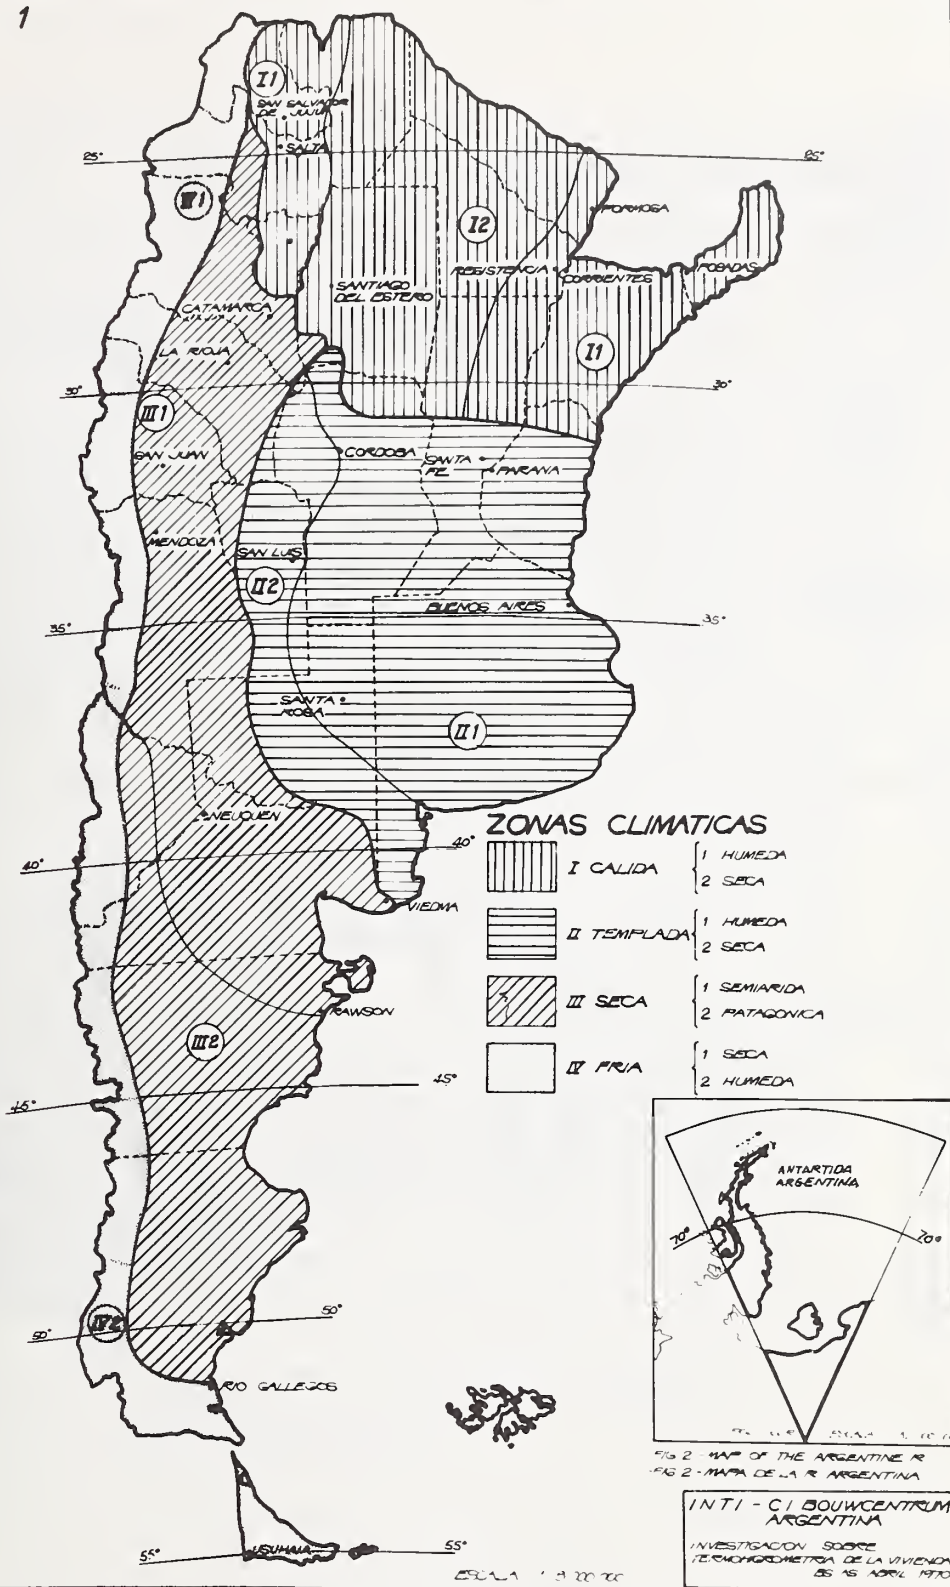 1
I1
SAN SALVADOR
DE JUJUY
SALTA
25°
25°
IV1
I2
FORMOSA
RESISTENCIA
CORRIENTES
POSADAS
SANTIAGO
DEL ESTERO
CATAMARCA
LA RIOJA
I1
30°
30°
III1
SAN JUAN
CORDOBA
SANTA
FE
PARANA
MENDOZA
SAN LUIS
II2
BUENOS AIRES
35°
35°
SANTA
ROSA
II1
NEUQUEN
40°
40°
VIEDMA
ZONAS CLIMATICAS
I CALIDA
1 HUMEDA
2 SECA
II TEMPLADA
1 HUMEDA
2 SECA
III SECA
1 SEMIARIDA
2 PATAGONICA
IV FRIA
1 SECA
2 HUMEDA
RAWSON
III2
45°
45°
ANTARTIDA
ARGENTINA
70°
70°
50°
50°
IV2
RIO GALLEGOS
USUHAIA
55°
55°
ESCALA
FIG 2 - MAP OF THE ARGENTINE R
FIG 2 - MAPA DE LA R ARGENTINA
INTI - CI BOUWCENTRUM
ARGENTINA
INVESTIGACION SOBRE
TERMOHIGROMETRIA DE LA VIVIENDA
BS AS ABRIL